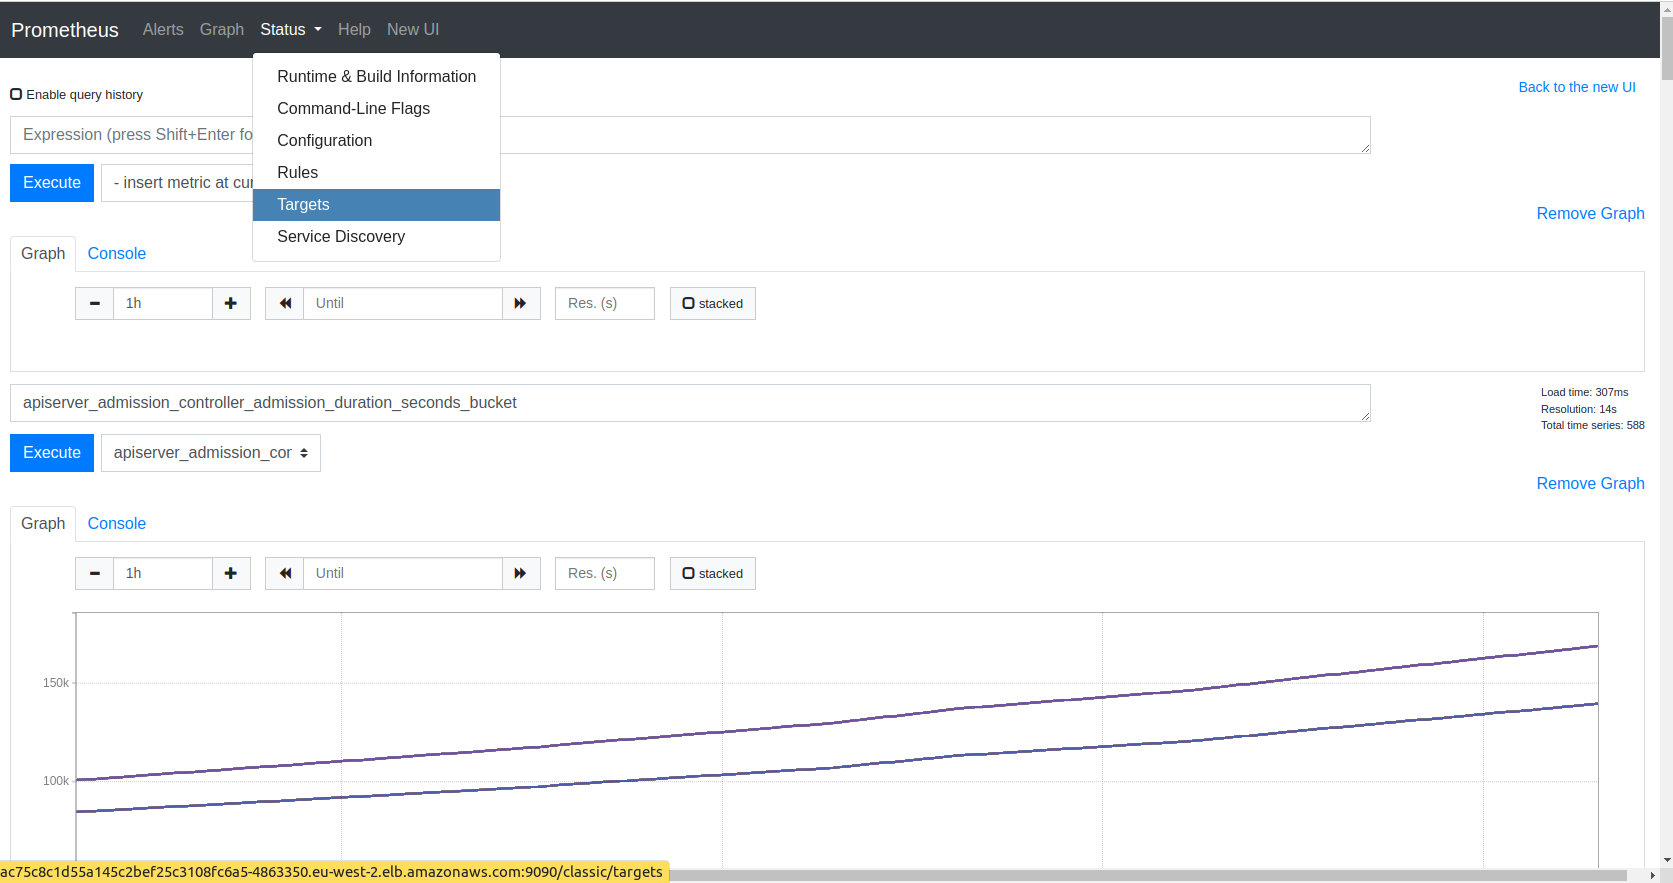 Prometheus Alerts Graph Status Help New UI
Runtime & Build Information
Command-Line Flags
Configuration
Rules
Targets
Service Discovery
Enable query history
Back to the new UI
Expression (press Shift+Enter fo
Execute - insert metric at cur
Remove Graph
Graph Console
1h Until Res. (s) stacked
apiserver_admission_controller_admission_duration_seconds_bucket
Load time: 307ms
Resolution: 14s
Total time series: 588
Execute apiserver_admission_cor
Remove Graph
Graph Console
1h Until Res. (s) stacked
150k
100k
ac75c8c1d55a145c2bef25c3108fc6a5-4863350.eu-west-2.elb.amazonaws.com:9090/classic/targets